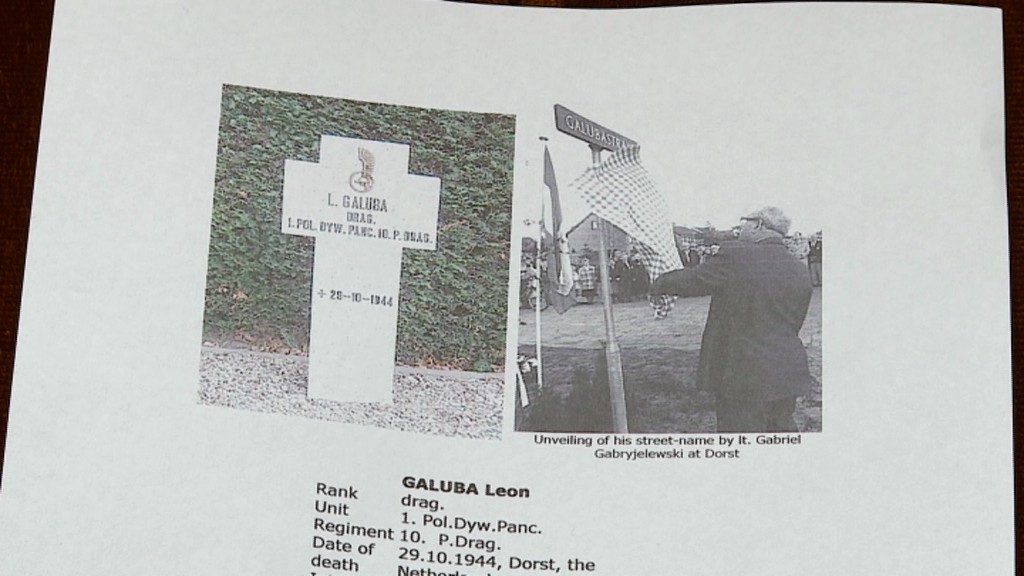 L. GALUBA
DRAG.
1. POL. DYW. PANC. 10. P. DRAG.
+ 29-10-1944
Unveiling of his street-name by lt. Gabriel
Gabryjelewski at Dorst
GALUBA Leon
Rank drag.
Unit 1. Pol.Dyw.Panc.
Regiment 10. P.Drag.
Date of 29.10.1944, Dorst, the
death